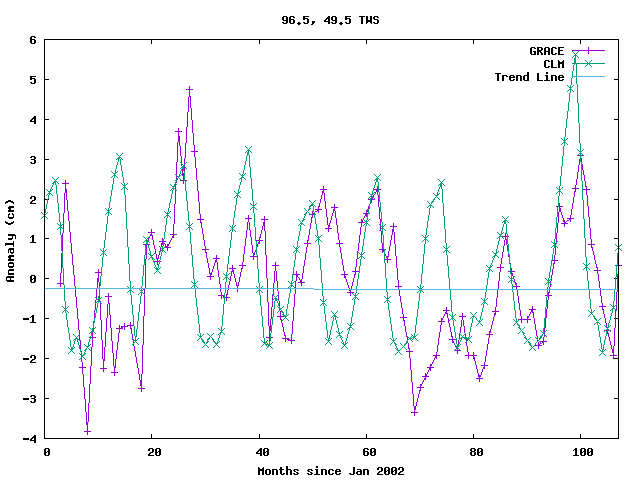 96.5, 49.5 TWS
GRACE
CLM
Trend Line
6
5
4
3
2
1
0
-1
-2
-3
-4
Anomaly (cm)
0 20 40 60 80 100
Months since Jan 2002